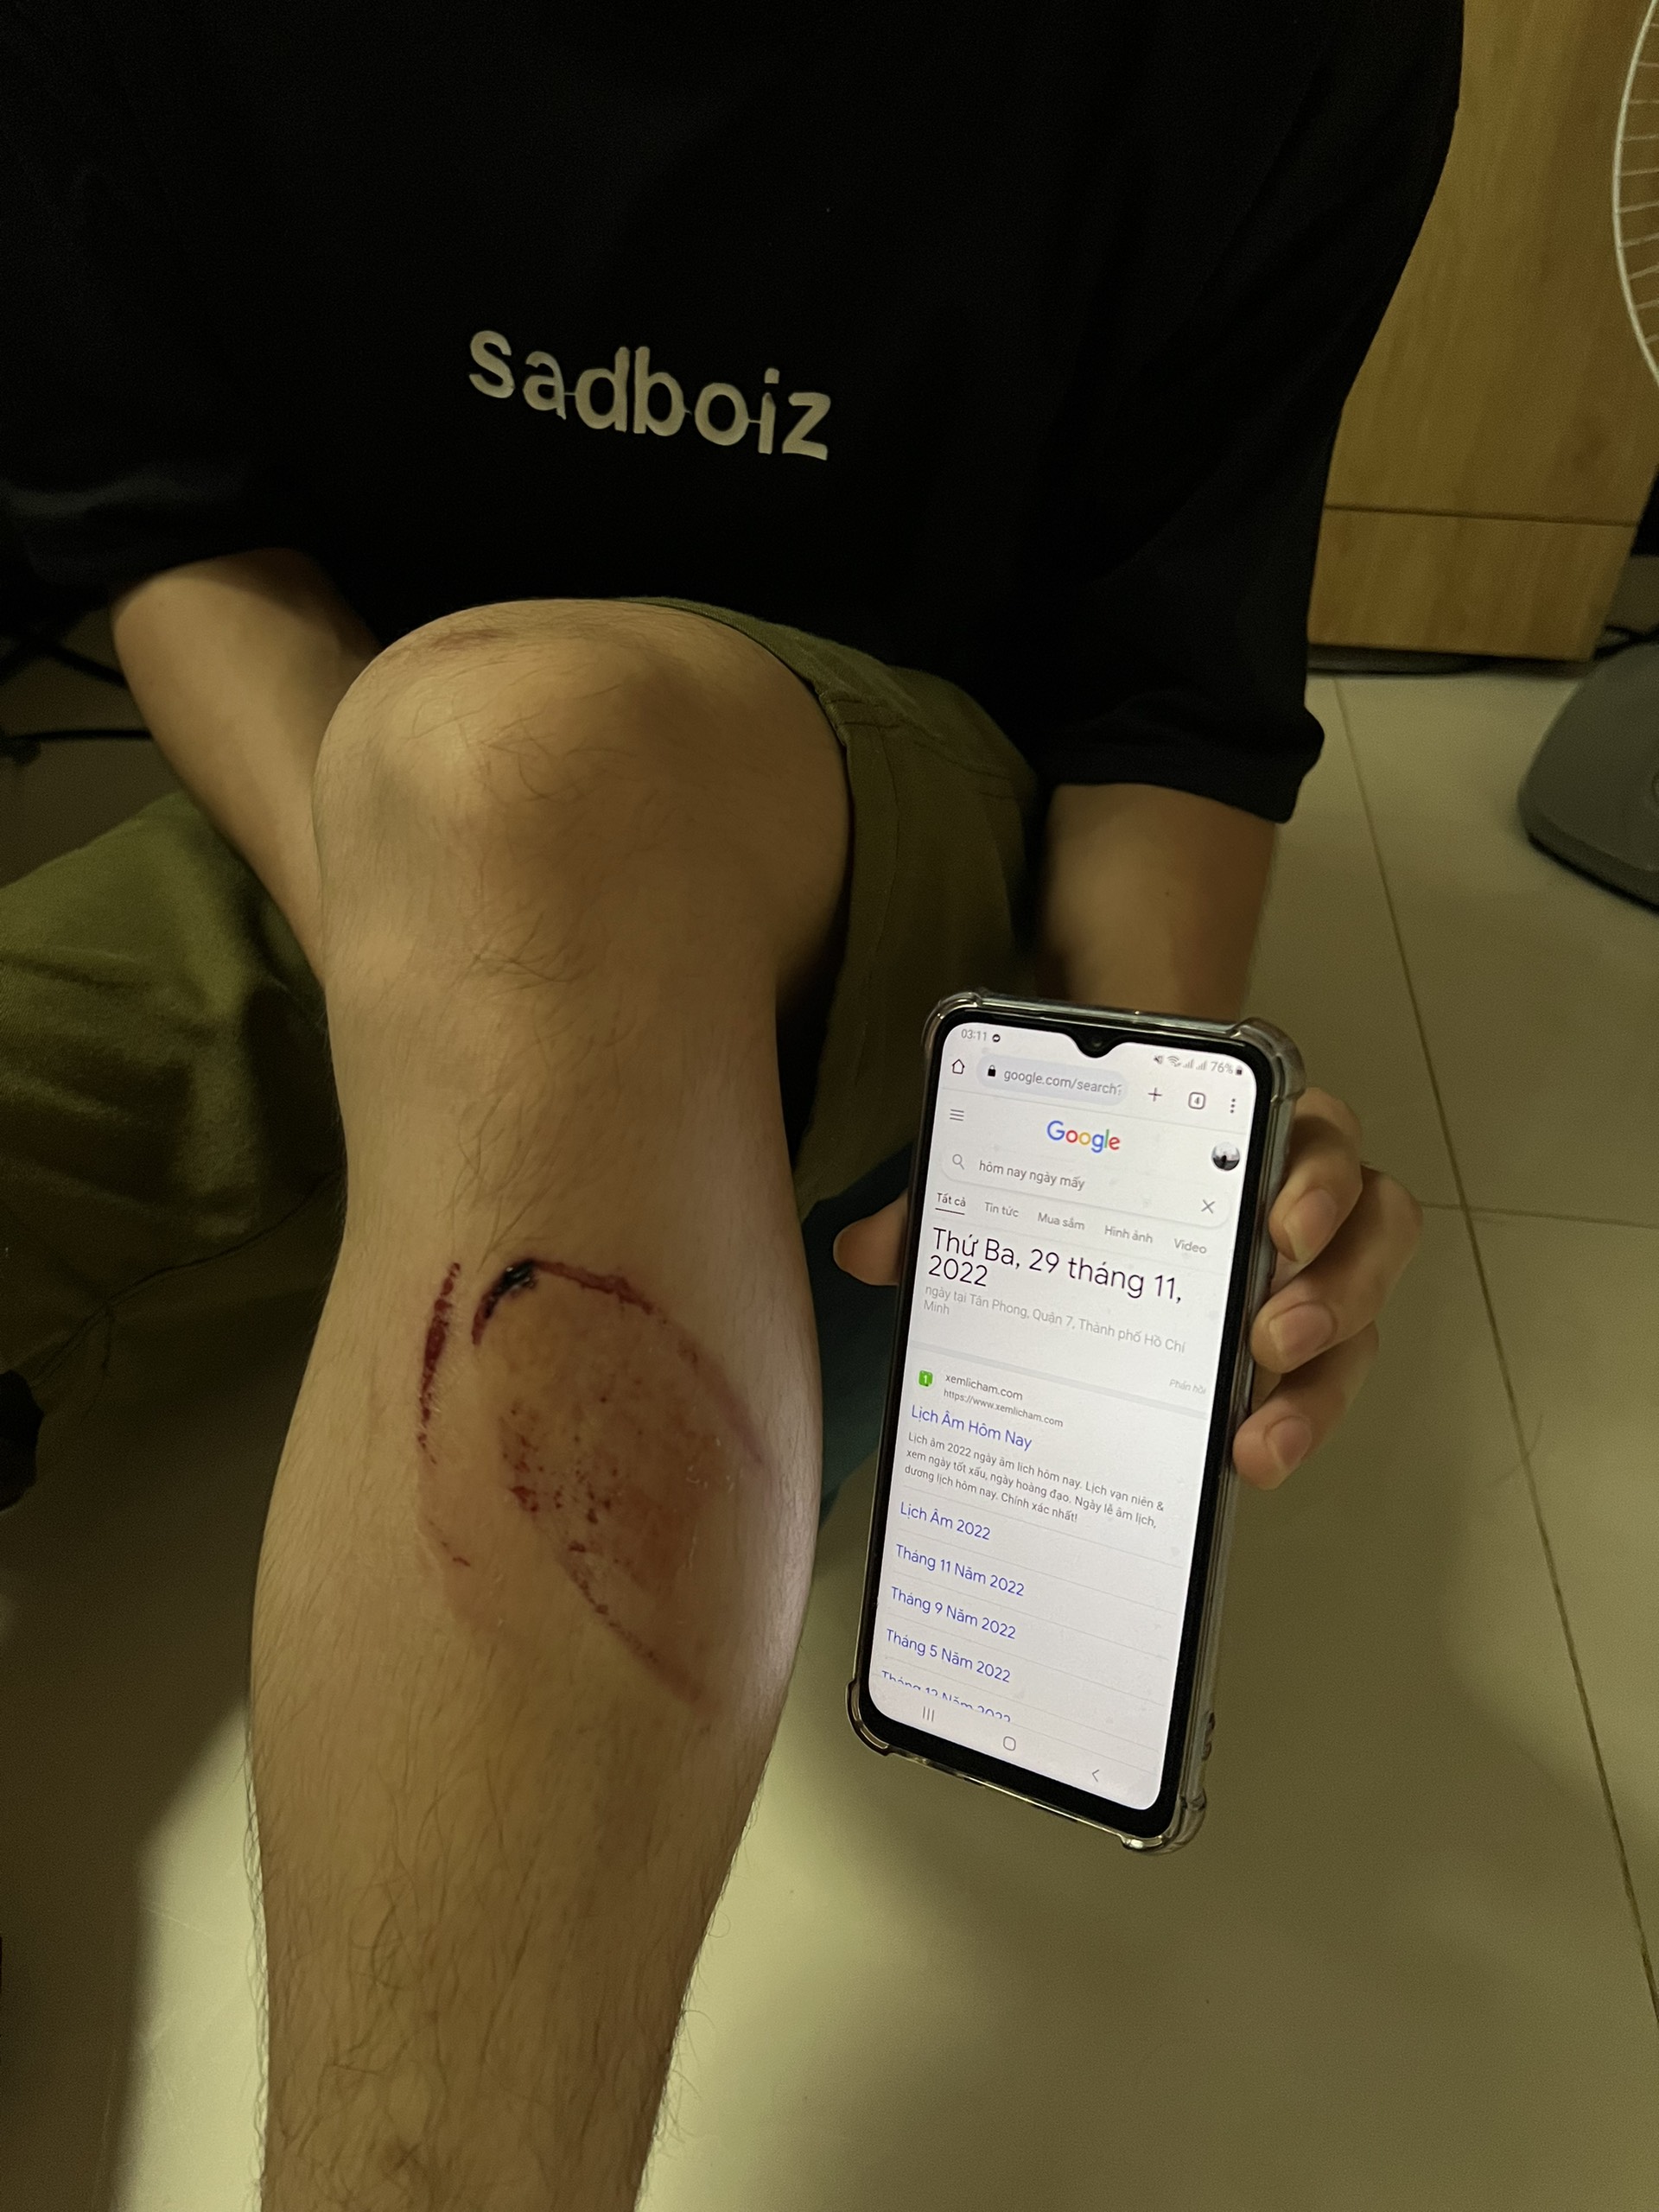 sadboiz
03:11
76%
google.com/search?
4
Google
hôm nay ngày mấy
Tất cả
Tin tức
Mua sắm
Hình ảnh
Video
Thứ Ba, 29 tháng 11,
2022
ngày tại Tân Phong, Quận 7, Thành phố Hồ Chí
Minh
Phản hồi
1
xemlicham.com
https://www.xemlicham.com
Lịch Âm Hôm Nay
Lịch âm 2022 ngày âm lịch hôm nay. Lịch vạn niên &
xem ngày tốt xấu, ngày hoàng đạo. Ngày lễ âm lịch,
dương lịch hôm nay. Chính xác nhất!
Lịch Âm 2022
Tháng 11 Năm 2022
Tháng 9 Năm 2022
Tháng 5 Năm 2022
Tháng 12 Năm 2022